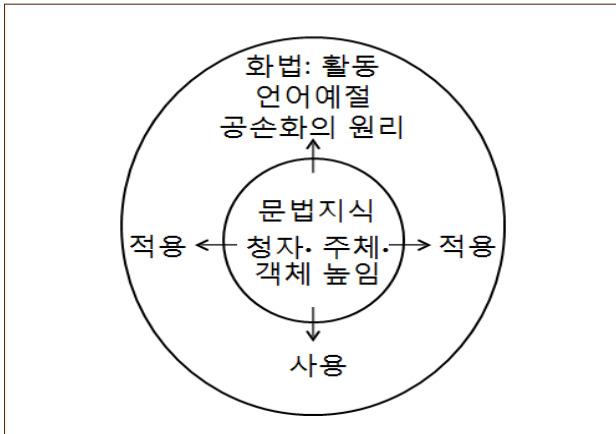 화법: 활동
언어예절
공손화의 원리
문법지식
적용 청자· 주체· 적용
객체 높임
사용